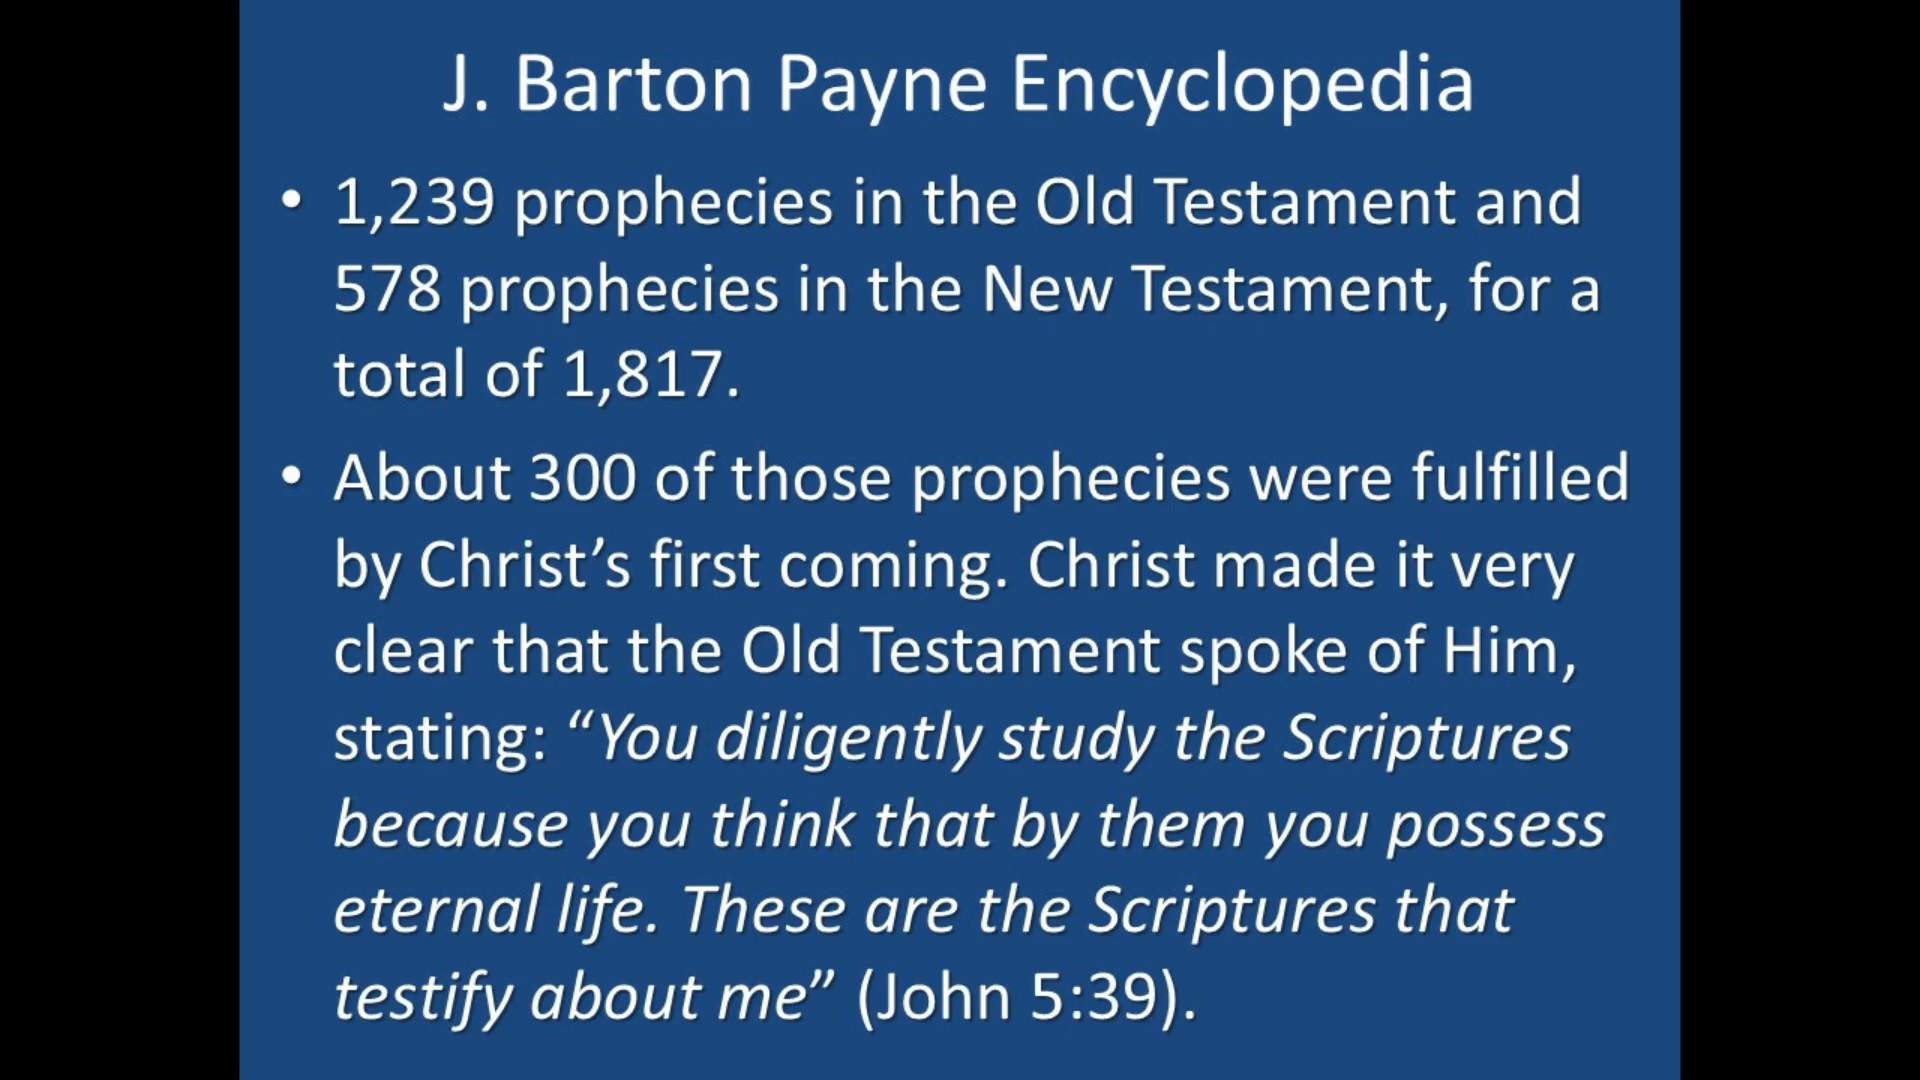 J. Barton Payne Encyclopedia
• 1,239 prophecies in the Old Testament and
578 prophecies in the New Testament, for a
total of 1,817.
• About 300 of those prophecies were fulfilled
by Christ’s first coming. Christ made it very
clear that the Old Testament spoke of Him,
stating: “You diligently study the Scriptures
because you think that by them you possess
eternal life. These are the Scriptures that
testify about me” (John 5:39).